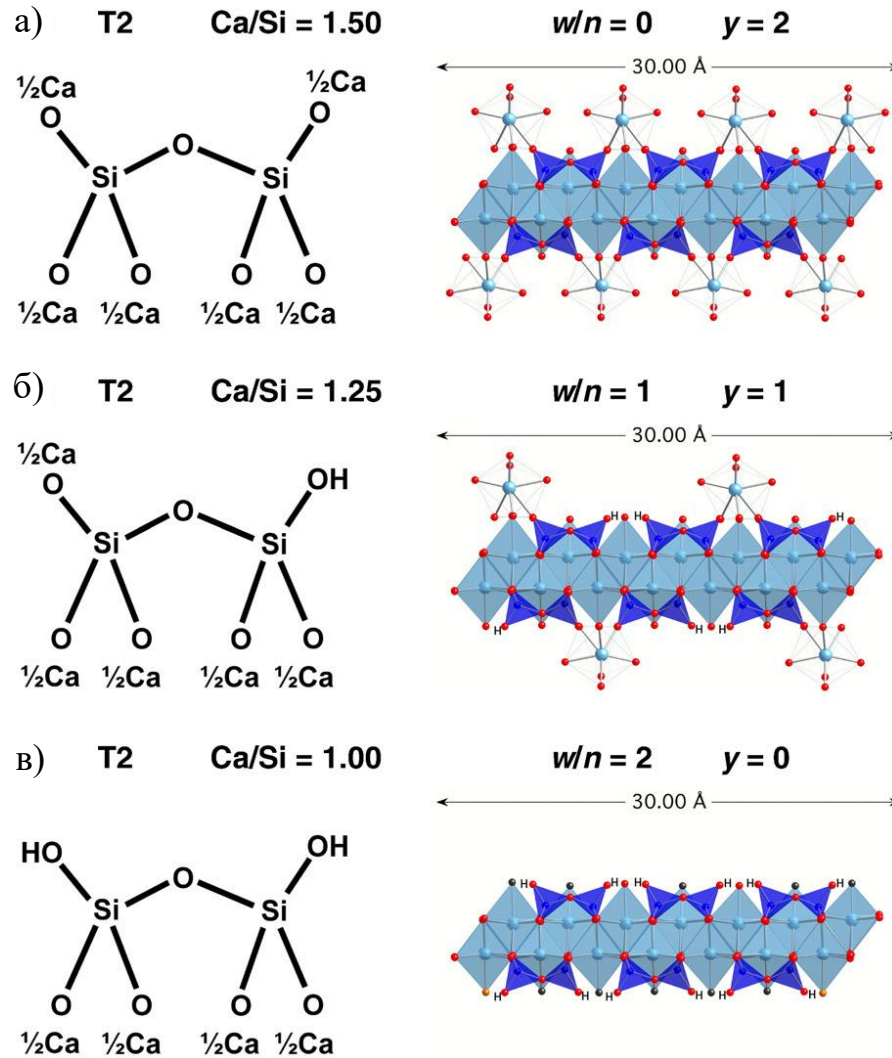 а) T2 Ca/Si = 1.50 w/n = 0 y = 2
30.00 Å
½Ca ½Ca
O O O
Si Si
O O O O
½Ca ½Ca ½Ca ½Ca
б) T2 Ca/Si = 1.25 w/n = 1 y = 1
30.00 Å
½Ca
O O OH
Si Si
O O O O
½Ca ½Ca ½Ca ½Ca
H H H
H H H
в) T2 Ca/Si = 1.00 w/n = 2 y = 0
30.00 Å
HO O OH
Si Si
O O O O
½Ca ½Ca ½Ca ½Ca
H H H H H H
H H H H H H